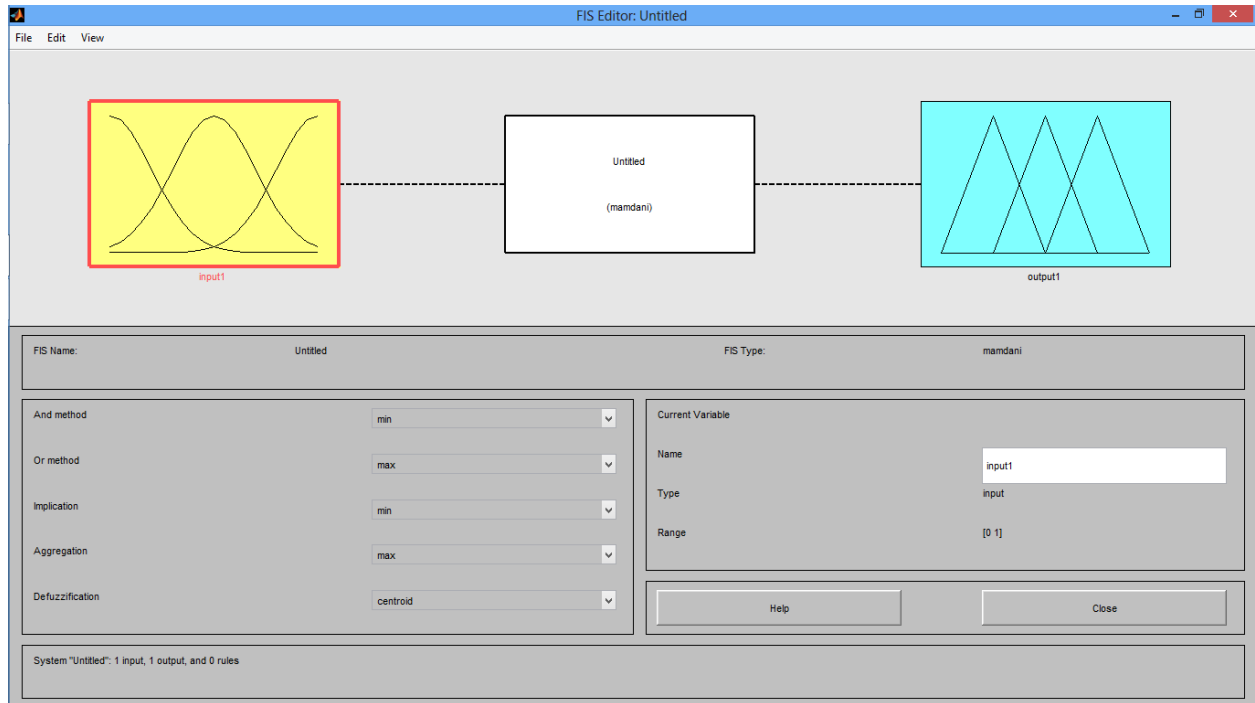 FIS Editor: Untitled
File Edit View
Untitled
(mamdani)
input1
output1
FIS Name: Untitled FIS Type: mamdani
And method min
Or method max
Implication min
Aggregation max
Defuzzification centroid
Current Variable
Name input1
Type input
Range [0 1]
Help Close
System "Untitled": 1 input, 1 output, and 0 rules